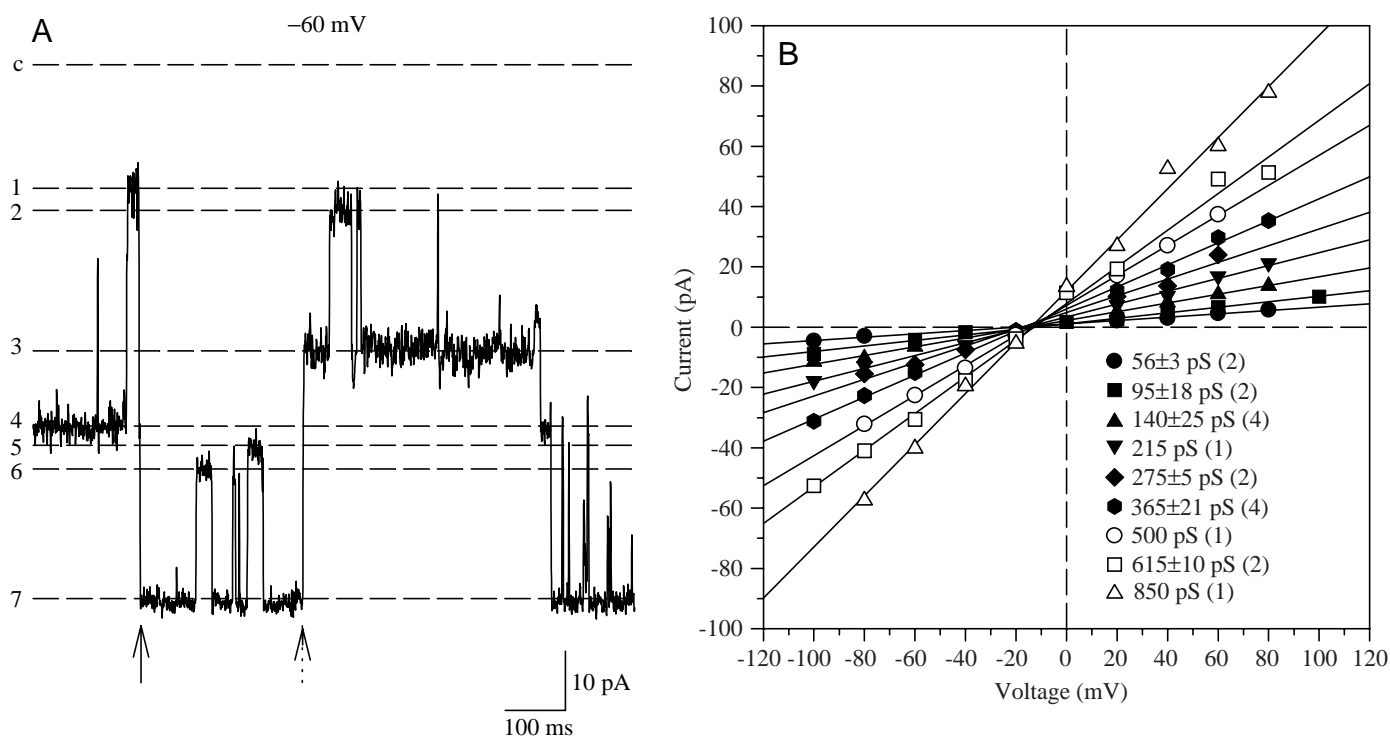 A
−60 mV
c
1
2
3
4
5
6
7
10 pA
100 ms
B
100
80
60
40
20
0
-20
-40
-60
-80
-100
Current (pA)
-120 -100 -80 -60 -40 -20 0 20 40 60 80 100 120
Voltage (mV)
56±3 pS (2)
95±18 pS (2)
140±25 pS (4)
215 pS (1)
275±5 pS (2)
365±21 pS (4)
500 pS (1)
615±10 pS (2)
850 pS (1)